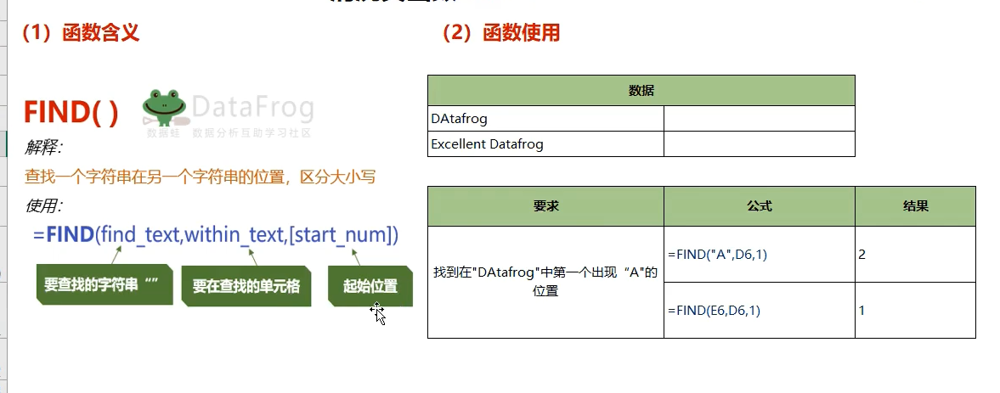 （1）函数含义
（2）函数使用
FIND( )
DataFrog
数据蛙 数据分析互助学习社区
解释：
查找一个字符串在另一个字符串的位置，区分大小写
使用：
=FIND(find_text,within_text,[start_num])
要查找的字符串“”
要在查找的单元格
起始位置
数据
DAtafrog
Excellent Datafrog
要求 公式 结果
找到在"DAtafrog"中第一个出现“A"的
位置
=FIND("A",D6,1) 2
=FIND(E6,D6,1) 1